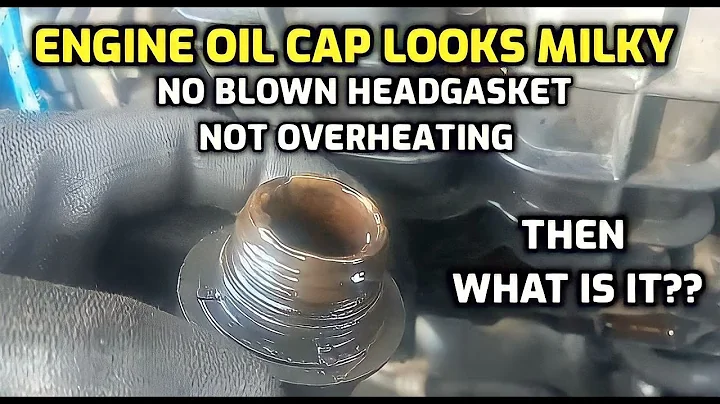 ENGINE OIL CAP LOOKS MILKY
NO BLOWN HEADGASKET
NOT OVERHEATING
THEN
WHAT IS IT??